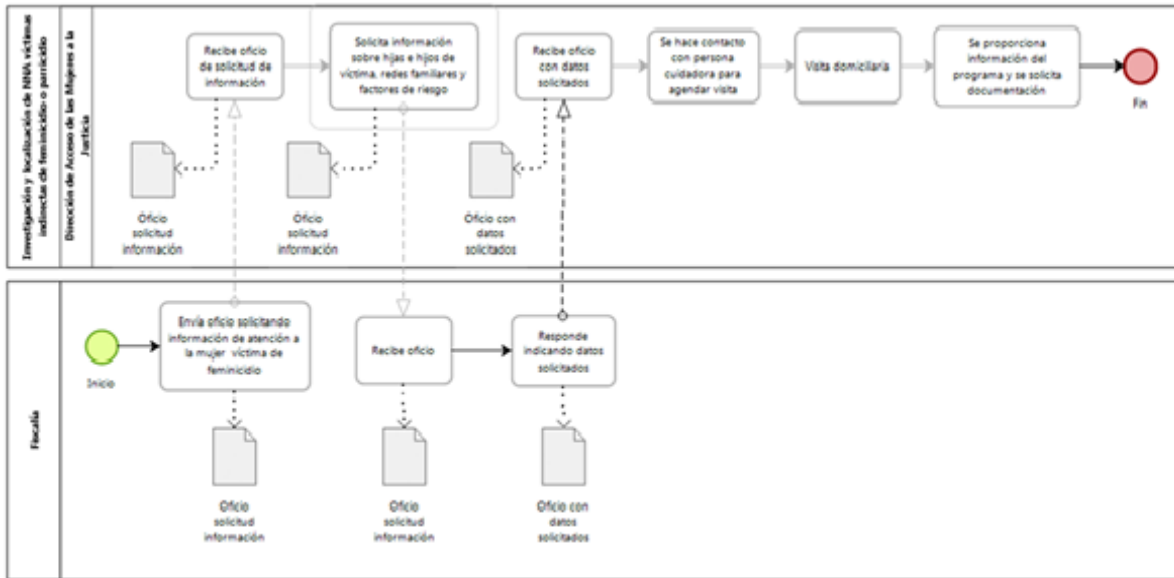 Investigación y localización de NNA víctimas
indirectas de feminicidio o parricidio
Dirección de Acceso de las Mujeres a la
Justicia
Recibe oficio
de solicitud de
información
Solicita información
sobre hijas e hijos de
víctima, redes familiares y
factores de riesgo
Recibe oficio
con datos
solicitados
Se hace contacto
con persona
cuidadora para
agendar visita
Visita domiciliaria
Se proporciona
información del
programa y se solicita
documentación
Fin
Oficio
solicitud
información
Oficio
solicitud
información
Oficio con
datos
solicitados
Fiscalía
Inicio
Envía oficio solicitando
información de atención a
la mujer víctima de
feminicidio
Recibe oficio
Responde
indicando datos
solicitados
Oficio
solicitud
información
Oficio
solicitud
información
Oficio con
datos
solicitados